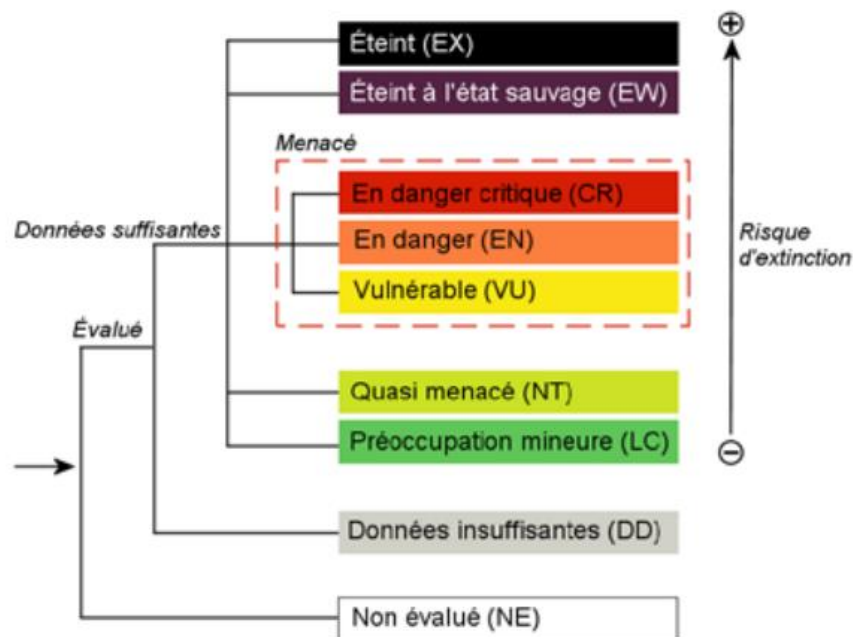 Éteint (EX)
Éteint à l'état sauvage (EW)
Menacé
En danger critique (CR)
Données suffisantes
En danger (EN)
Risque
d'extinction
Vulnérable (VU)
Évalué
Quasi menacé (NT)
Préoccupation mineure (LC)
Données insuffisantes (DD)
Non évalué (NE)